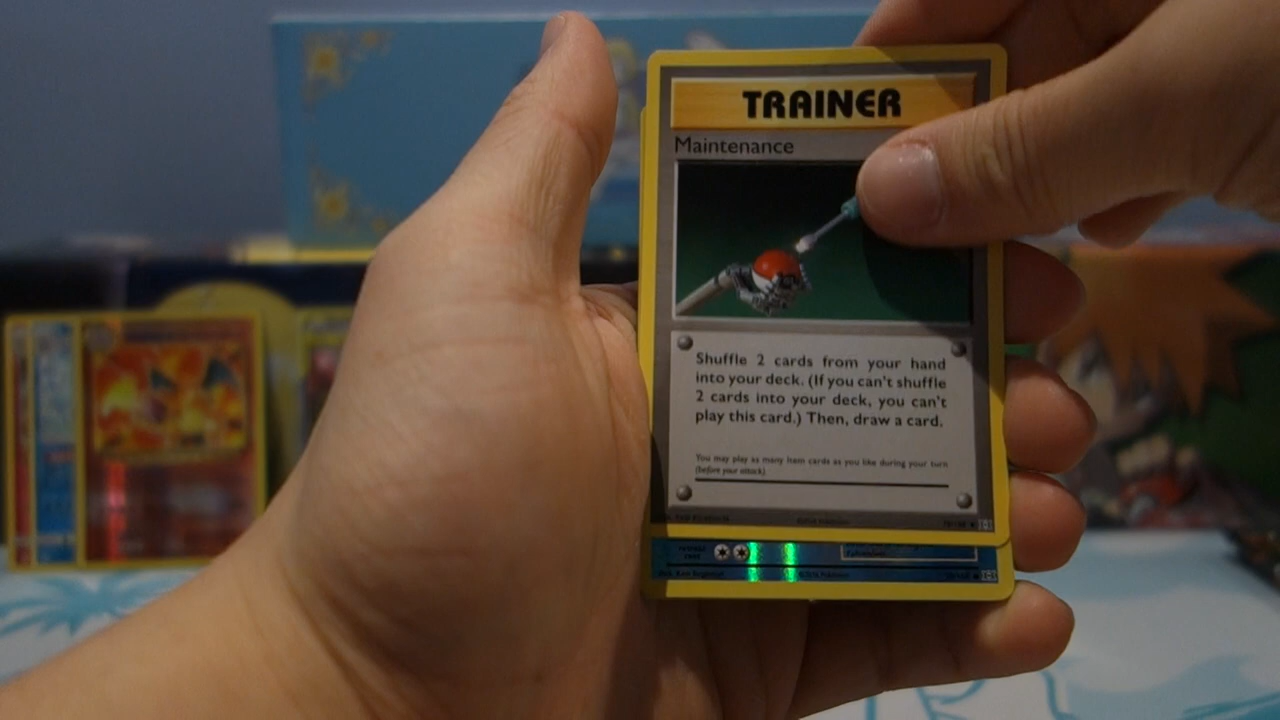 TRAINER
Maintenance
Shuffle 2 cards from your hand
into your deck. (If you can't shuffle
2 cards into your deck, you can't
play this card.) Then, draw a card.
You may play as many Item cards as you like during your turn
(before your attack).